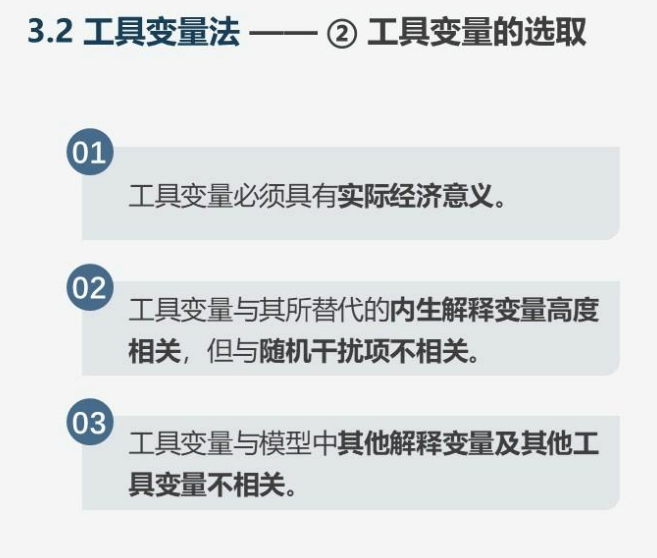 3.2 工具变量法 —— ② 工具变量的选取
01
工具变量必须具有实际经济意义。
02
工具变量与其所替代的内生解释变量高度
相关，但与随机干扰项不相关。
03
工具变量与模型中其他解释变量及其他工
具变量不相关。